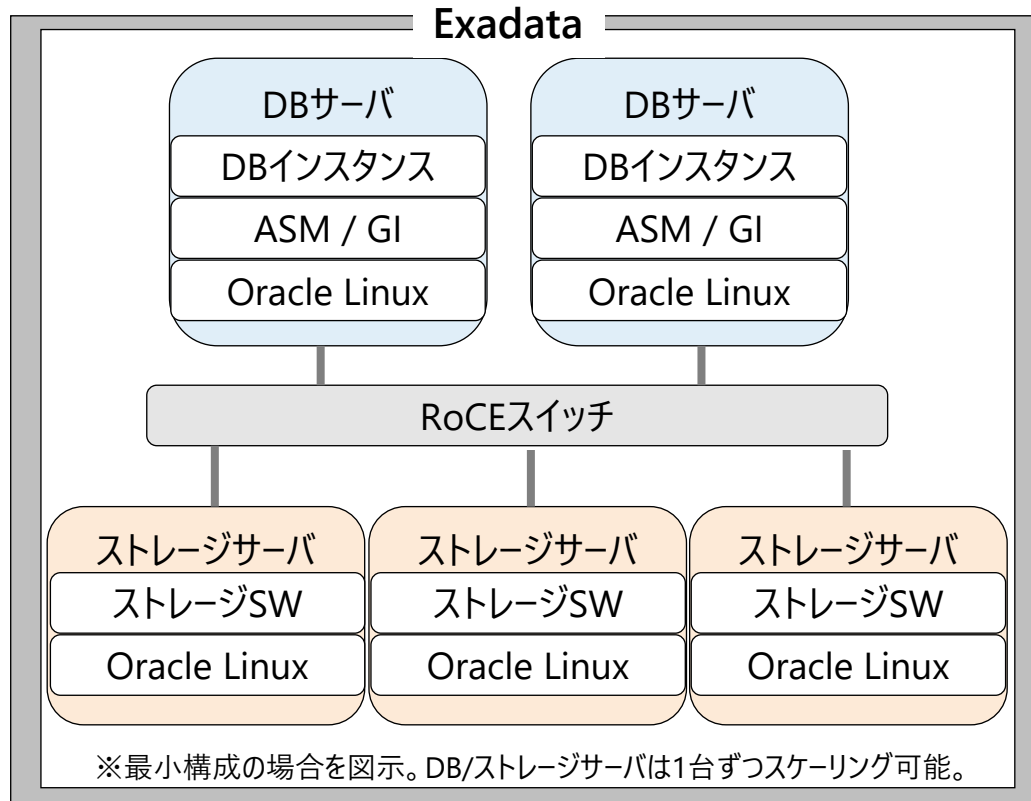 Exadata
DBサーバ
DBサーバ
DBインスタンス
DBインスタンス
ASM / GI
ASM / GI
Oracle Linux
Oracle Linux
RoCEスイッチ
ストレージサーバ
ストレージサーバ
ストレージサーバ
ストレージSW
ストレージSW
ストレージSW
Oracle Linux
Oracle Linux
Oracle Linux
※最小構成の場合を図示。DB/ストレージサーバは1台ずつスケーリング可能。